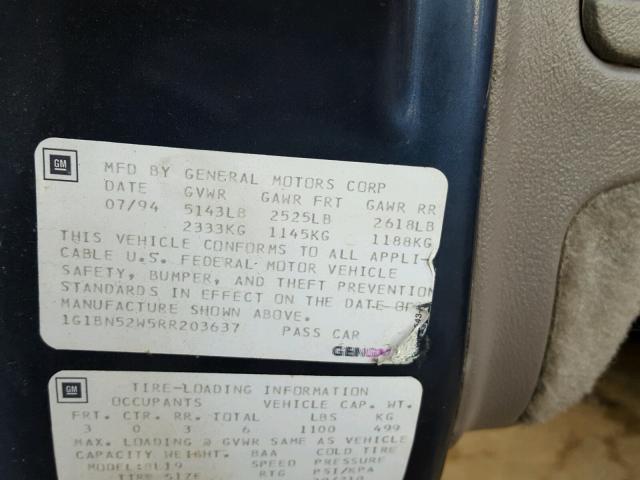 GM
MFD BY GENERAL MOTORS CORP
DATE GVWR GAWR FRT GAWR RR
07/94 5143LB 2525LB 2618LB
2333KG 1145KG 1188KG
THIS VEHICLE CONFORMS TO ALL APPLI-
CABLE U.S. FEDERAL MOTOR VEHICLE
SAFETY, BUMPER, AND THEFT PREVENTION
STANDARDS IN EFFECT ON THE DATE OF
MANUFACTURE SHOWN ABOVE.
1G1BN52W5RR203637 PASS CAR
GM
TIRE-LOADING INFORMATION
OCCUPANTS VEHICLE CAP. WT.
FRT. CTR. RR. TOTAL LBS KG
3 0 3 6 1100 499
MAX. LOADING @ GVWR SAME AS VEHICLE
CAPACITY WEIGHT. BAA COLD TIRE
MODEL: SPEED PRESSURE
TIRE SIZE RTG PSI/KPA